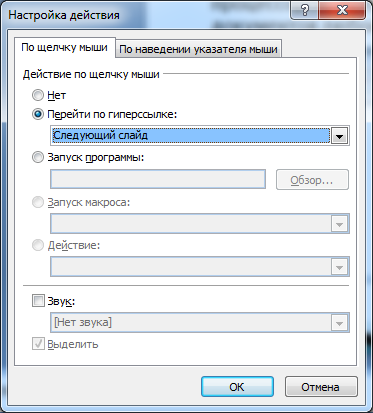 Настройка действия
По щелчку мыши
По наведении указателя мыши
Действие по щелчку мыши
Нет
Перейти по гиперссылке:
Следующий слайд
Запуск программы:
Обзор...
Запуск макроса:
Действие:
Звук:
[Нет звука]
Выделить
ОК
Отмена